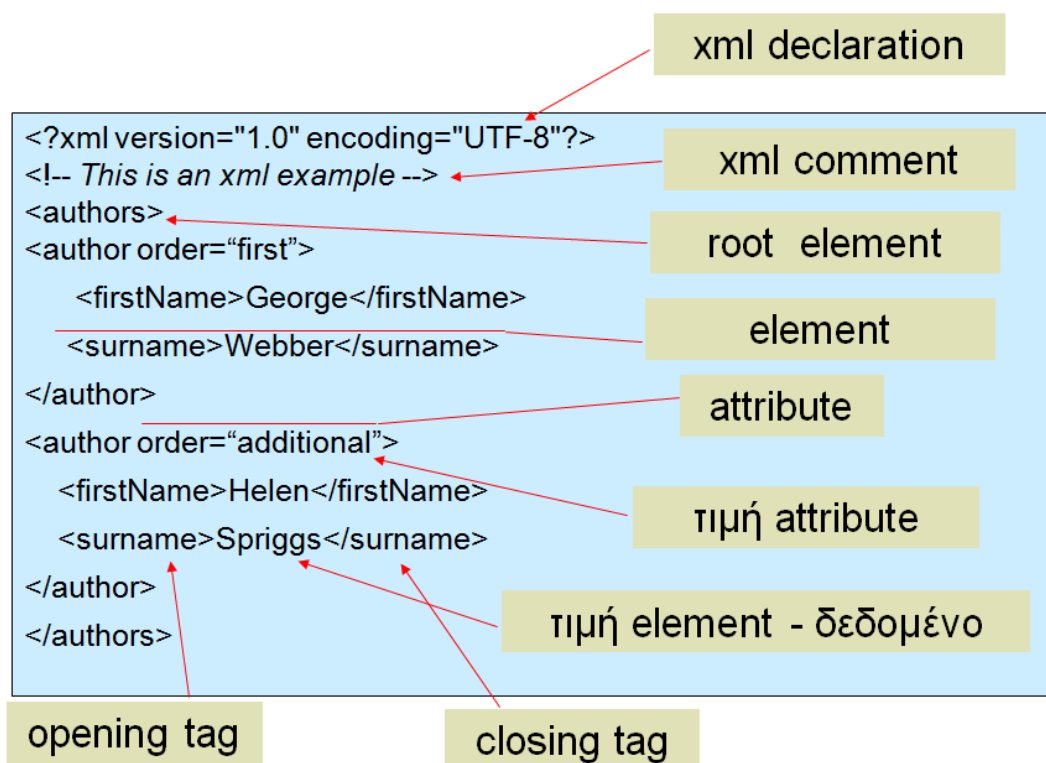 xml declaration
<?xml version="1.0" encoding="UTF-8"?>
<!-- This is an xml example -->
xml comment
<authors>
root element
<author order=“first”>
<firstName>George</firstName>
element
<surname>Webber</surname>
</author>
attribute
<author order=“additional”>
<firstName>Helen</firstName>
τιμή attribute
<surname>Spriggs</surname>
</author>
τιμή element - δεδομένο
</authors>
opening tag
closing tag